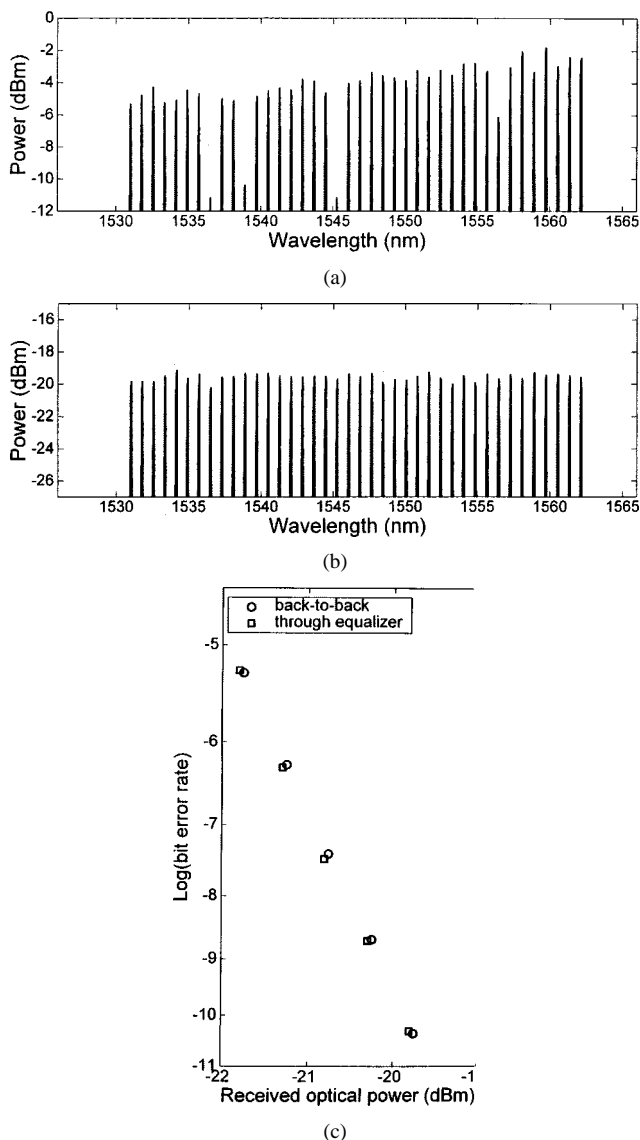 0
-2
-4
-6
-8
-10
-12
Power (dBm)
1530 1535 1540 1545 1550 1555 1560 1565
Wavelength (nm)
(a)
-16
-18
-20
-22
-24
-26
Power (dBm)
1530 1535 1540 1545 1550 1555 1560 1565
Wavelength (nm)
(b)
back-to-back
through equalizer
-5
-6
-7
-8
-9
-10
-11
Log(bit error rate)
-22 -21 -20 -1
Received optical power (dBm)
(c)